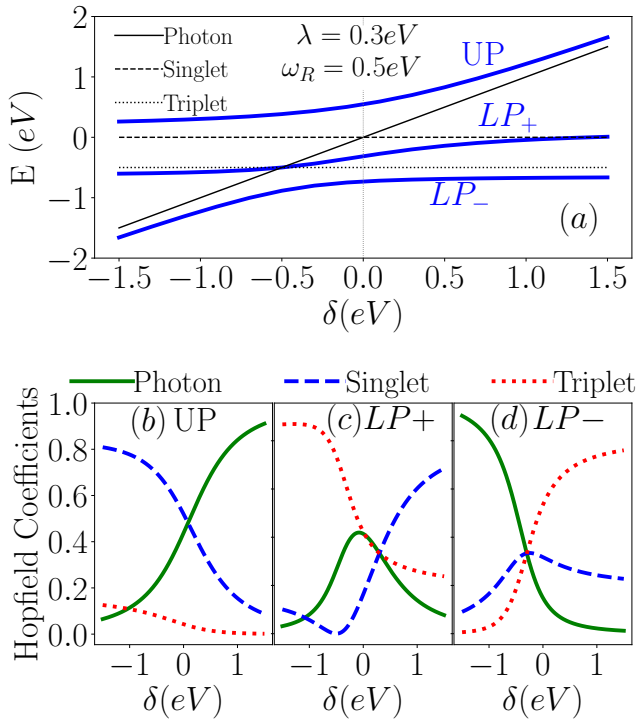 2
1
0
−1
−2
E (eV)
Photon
Singlet
Triplet
λ = 0.3eV
ω_R = 0.5eV
UP
LP_+
LP_−
(a)
−1.5 −1.0 −0.5 0.0 0.5 1.0 1.5
δ(eV)
Photon Singlet Triplet
Hopfield Coefficients
1.0
0.8
0.6
0.4
0.2
0.0
(b) UP
(c) LP+
(d) LP−
−1 0 1
−1 0 1
−1 0 1
δ(eV)
δ(eV)
δ(eV)